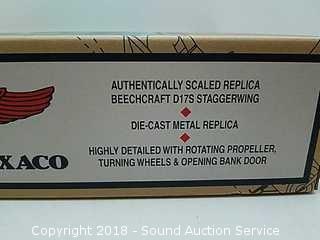 AUTHENTICALLY SCALED REPLICA
BEECHCRAFT D17S STAGGERWING
DIE-CAST METAL REPLICA
XACO
HIGHLY DETAILED WITH ROTATING PROPELLER,
TURNING WHEELS & OPENING BANK DOOR
Copyright 2018 - Sound Auction Service